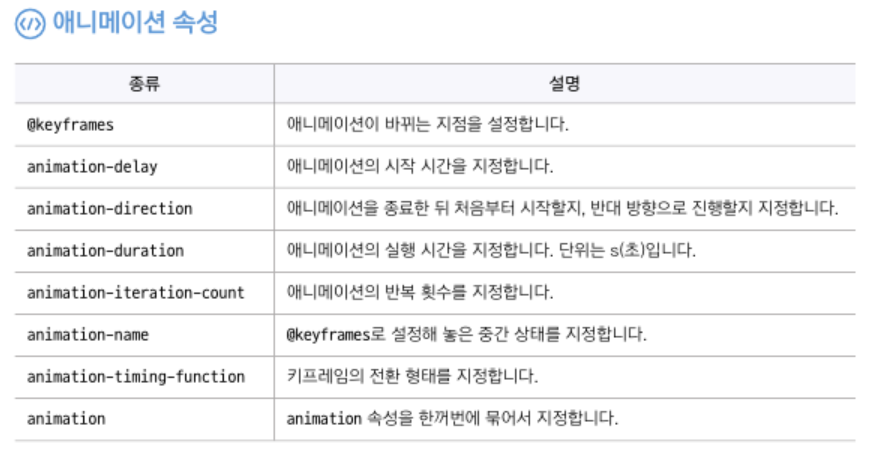 애니메이션 속성
종류 설명
@keyframes 애니메이션이 바뀌는 지점을 설정합니다.
animation-delay 애니메이션의 시작 시간을 지정합니다.
animation-direction 애니메이션을 종료한 뒤 처음부터 시작할지, 반대 방향으로 진행할지 지정합니다.
animation-duration 애니메이션의 실행 시간을 지정합니다. 단위는 s(초)입니다.
animation-iteration-count 애니메이션의 반복 횟수를 지정합니다.
animation-name @keyframes로 설정해 놓은 중간 상태를 지정합니다.
animation-timing-function 키프레임의 전환 형태를 지정합니다.
animation animation 속성을 한꺼번에 묶어서 지정합니다.